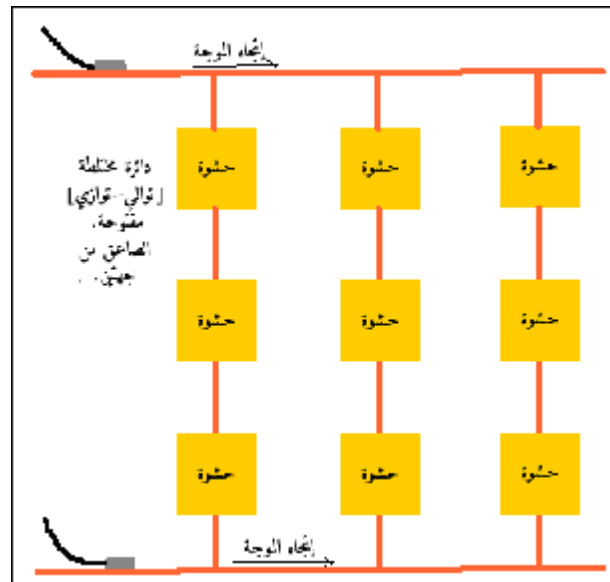 إتجاه الموجة
حشوة
حشوة
حشوة
دائرة مختلطة
[توالي-توازي]
مفتوحة.
الصاعق من
جهتين. .
حشوة
حشوة
حشوة
حشوة
حشوة
حشوة
إتجاه الموجة